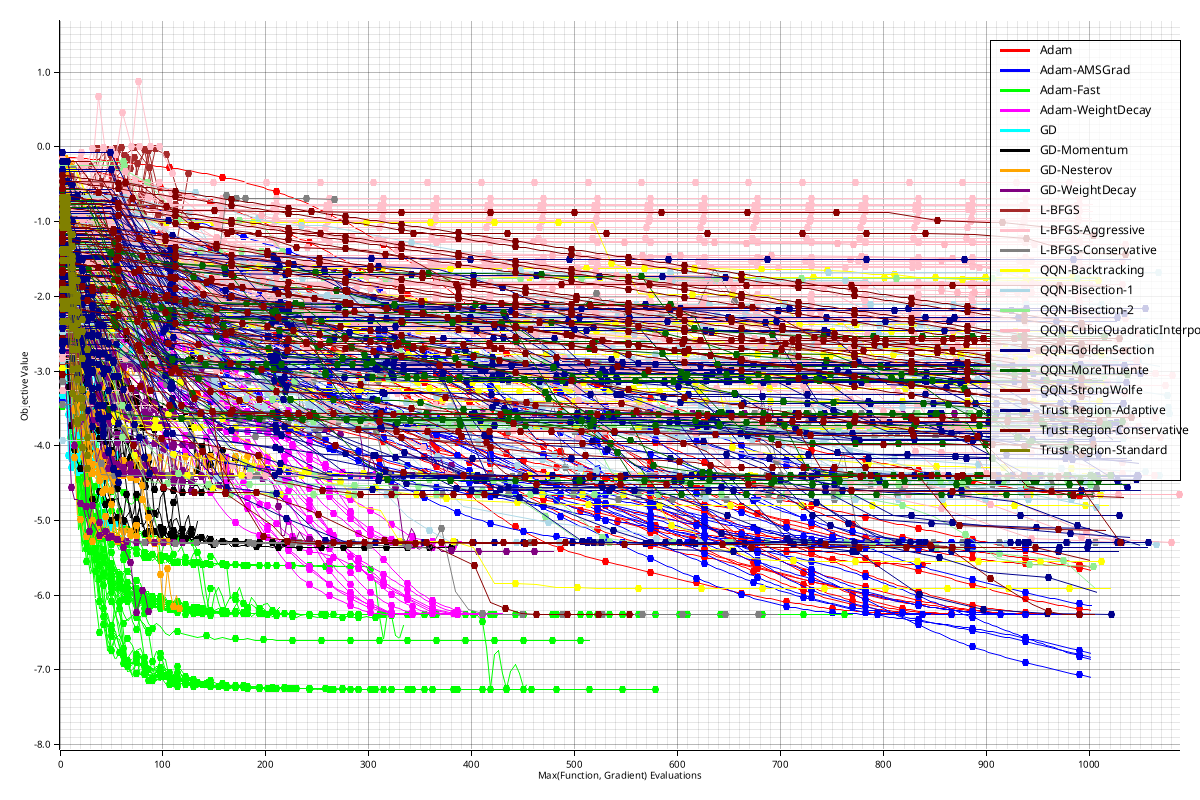 1.0
0.0
-1.0
-2.0
-3.0
-4.0
-5.0
-6.0
-7.0
-8.0
Objective Value
0 100 200 300 400 500 600 700 800 900 1000
Max(Function, Gradient) Evaluations
Adam
Adam-AMSGrad
Adam-Fast
Adam-WeightDecay
GD
GD-Momentum
GD-Nesterov
GD-WeightDecay
L-BFGS
L-BFGS-Aggressive
L-BFGS-Conservative
QQN-Backtracking
QQN-Bisection-1
QQN-Bisection-2
QQN-CubicQuadraticInterpo
QQN-GoldenSection
QQN-MoreThuente
QQN-StrongWolfe
Trust Region-Adaptive
Trust Region-Conservative
Trust Region-Standard